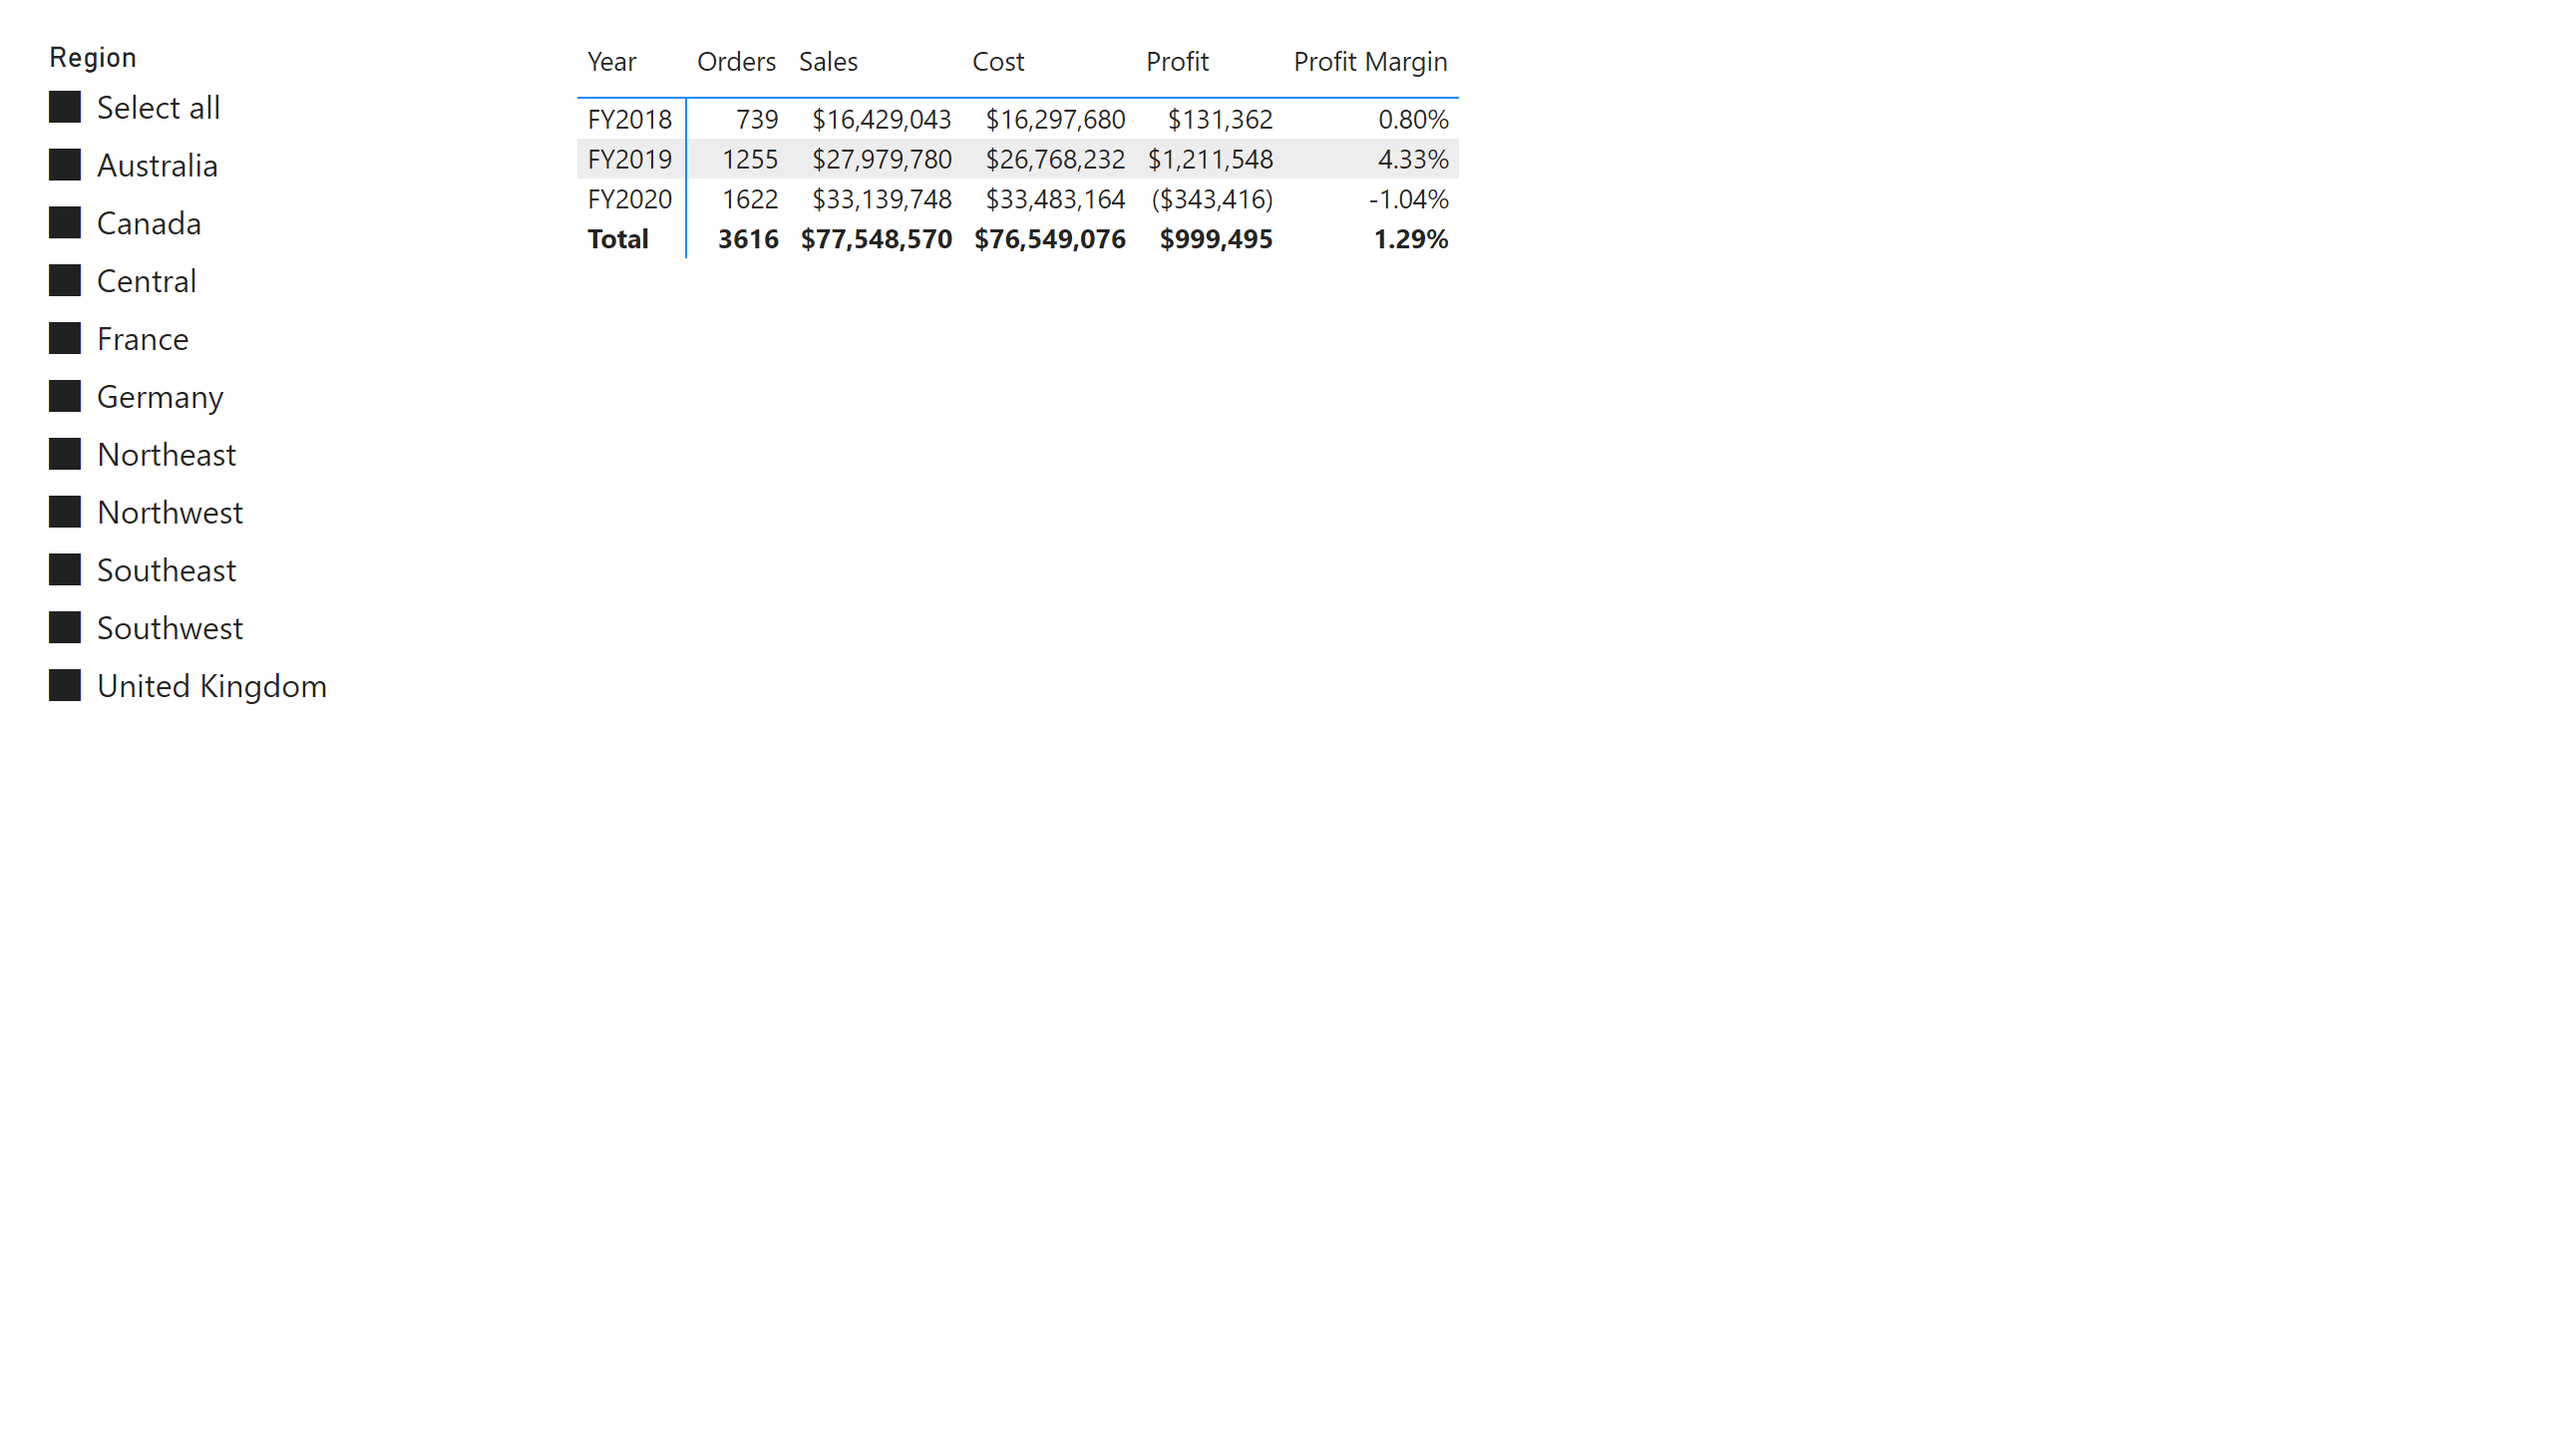 Region
Select all
Australia
Canada
Central
France
Germany
Northeast
Northwest
Southeast
Southwest
United Kingdom
Year Orders Sales Cost Profit Profit Margin
FY2018 739 $16,429,043 $16,297,680 $131,362 0.80%
FY2019 1255 $27,979,780 $26,768,232 $1,211,548 4.33%
FY2020 1622 $33,139,748 $33,483,164 ($343,416) -1.04%
Total 3616 $77,548,570 $76,549,076 $999,495 1.29%